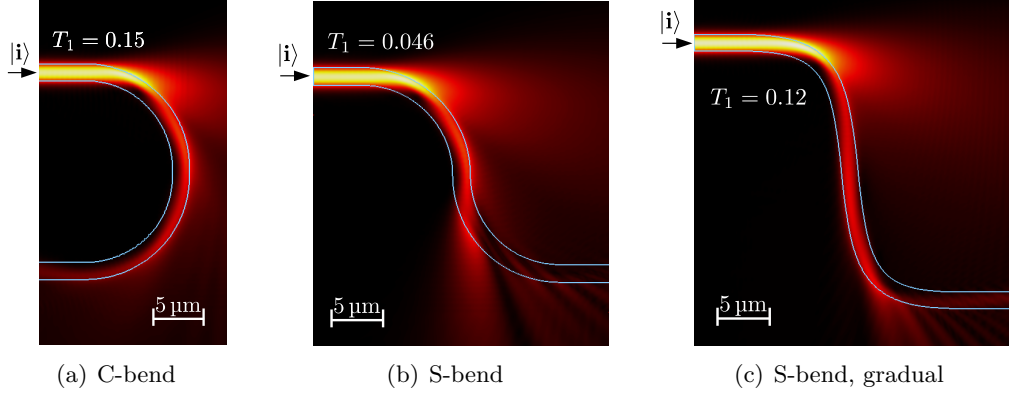 |i⟩
T₁ = 0.15
5 µm
(a) C-bend
|i⟩
T₁ = 0.046
5 µm
(b) S-bend
|i⟩
T₁ = 0.12
5 µm
(c) S-bend, gradual